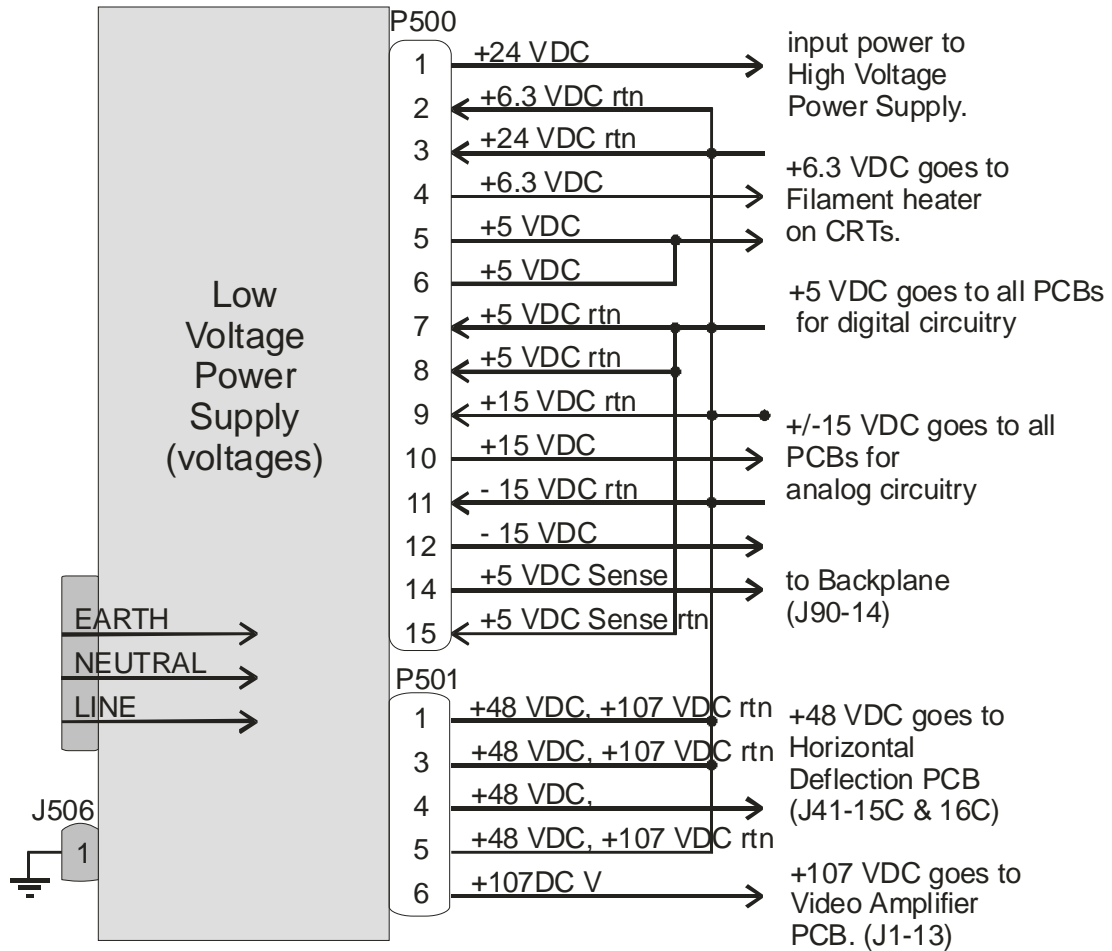 P500
1 +24 VDC
2 +6.3 VDC rtn
3 +24 VDC rtn
4 +6.3 VDC
5 +5 VDC
6 +5 VDC
7 +5 VDC rtn
8 +5 VDC rtn
9 +15 VDC rtn
10 +15 VDC
11 - 15 VDC rtn
12 - 15 VDC
14 +5 VDC Sense
15 +5 VDC Sense rtn
input power to
High Voltage
Power Supply.
+6.3 VDC goes to
Filament heater
on CRTs.
+5 VDC goes to all PCBs
for digital circuitry
+/-15 VDC goes to all
PCBs for
analog circuitry
to Backplane
(J90-14)
Low
Voltage
Power
Supply
(voltages)
EARTH
NEUTRAL
LINE
J506
1
P501
1 +48 VDC, +107 VDC rtn
3 +48 VDC, +107 VDC rtn
4 +48 VDC,
5 +48 VDC, +107 VDC rtn
6 +107DC V
+48 VDC goes to
Horizontal
Deflection PCB
(J41-15C & 16C)
+107 VDC goes to
Video Amplifier
PCB. (J1-13)